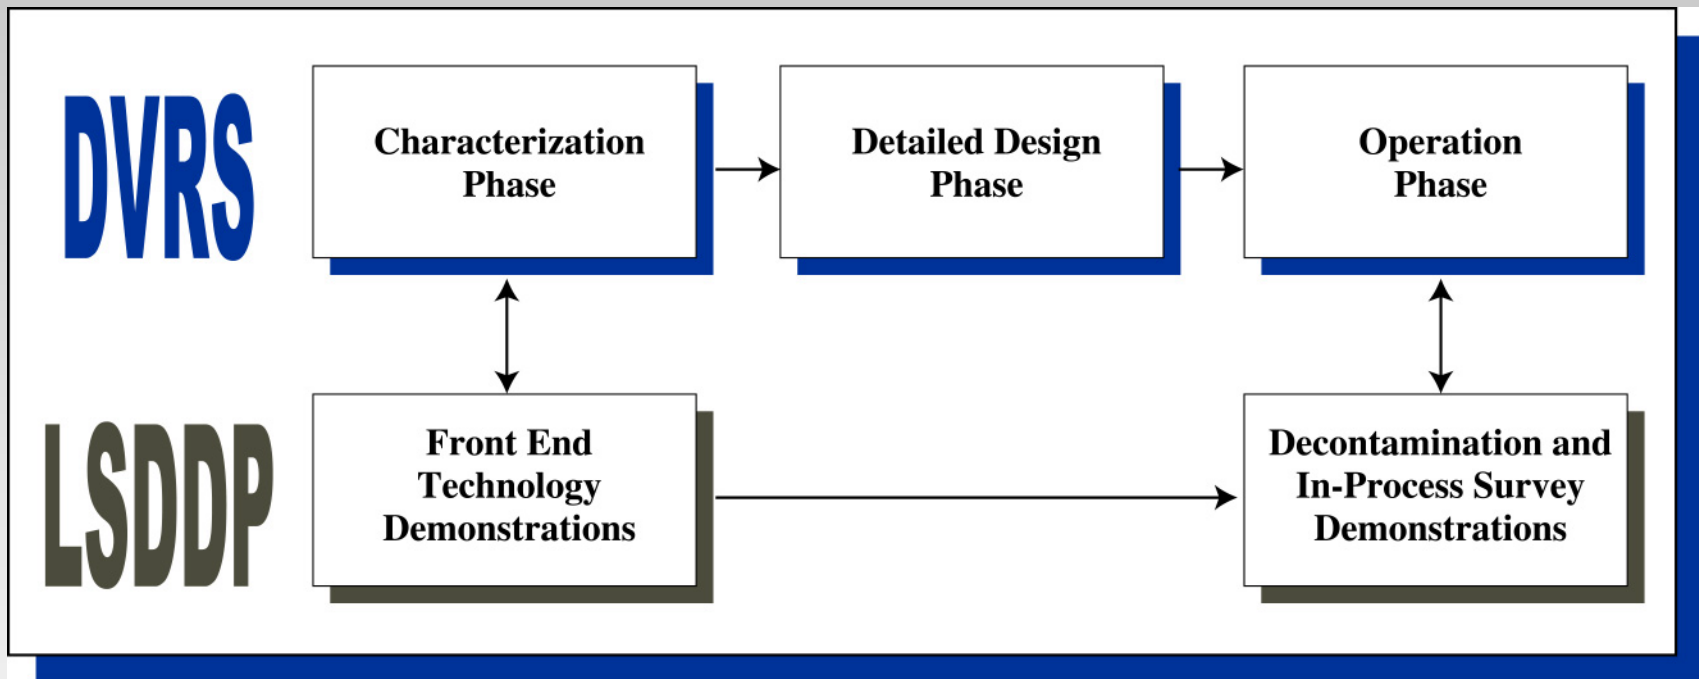 DVRS
Characterization
Phase
Detailed Design
Phase
Operation
Phase
LSDDP
Front End
Technology
Demonstrations
Decontamination and
In-Process Survey
Demonstrations